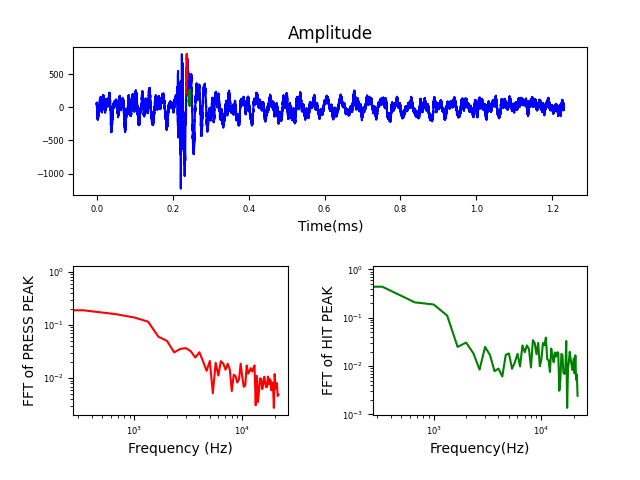 Amplitude
500
0
−500
−1000
0.0 0.2 0.4 0.6 0.8 1.0 1.2
Time(ms)
FFT of PRESS PEAK
10⁰
10⁻¹
10⁻²
10³ 10⁴
Frequency (Hz)
FFT of HIT PEAK
10⁰
10⁻¹
10⁻²
10⁻³
10³ 10⁴
Frequency(Hz)